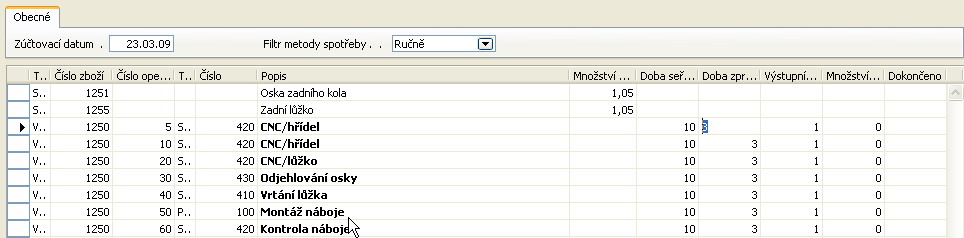 Obecné
Zúčtovací datum . 23.03.09 Filtr metody spotřeby . . Ručně
T.. Číslo zboží Číslo ope... T.. Číslo Popis Množství ... Doba seř... Doba zpr... Výstupní... Množství... Dokončeno
S.. 1251 Oska zadního kola 1,05
S.. 1255 Zadní lůžko 1,05
V.. 1250 5 S.. 420 CNC/hřídel 10 3 1 0
V.. 1250 10 S.. 420 CNC/hřídel 10 3 1 0
V.. 1250 20 S.. 420 CNC/lůžko 10 3 1 0
V.. 1250 30 S.. 430 Odjehlování osky 10 3 1 0
V.. 1250 40 S.. 410 Vrtání lůžka 10 3 1 0
V.. 1250 50 P.. 100 Montáž náboje 10 3 1 0
V.. 1250 60 S.. 420 Kontrola náboje 10 3 1 0